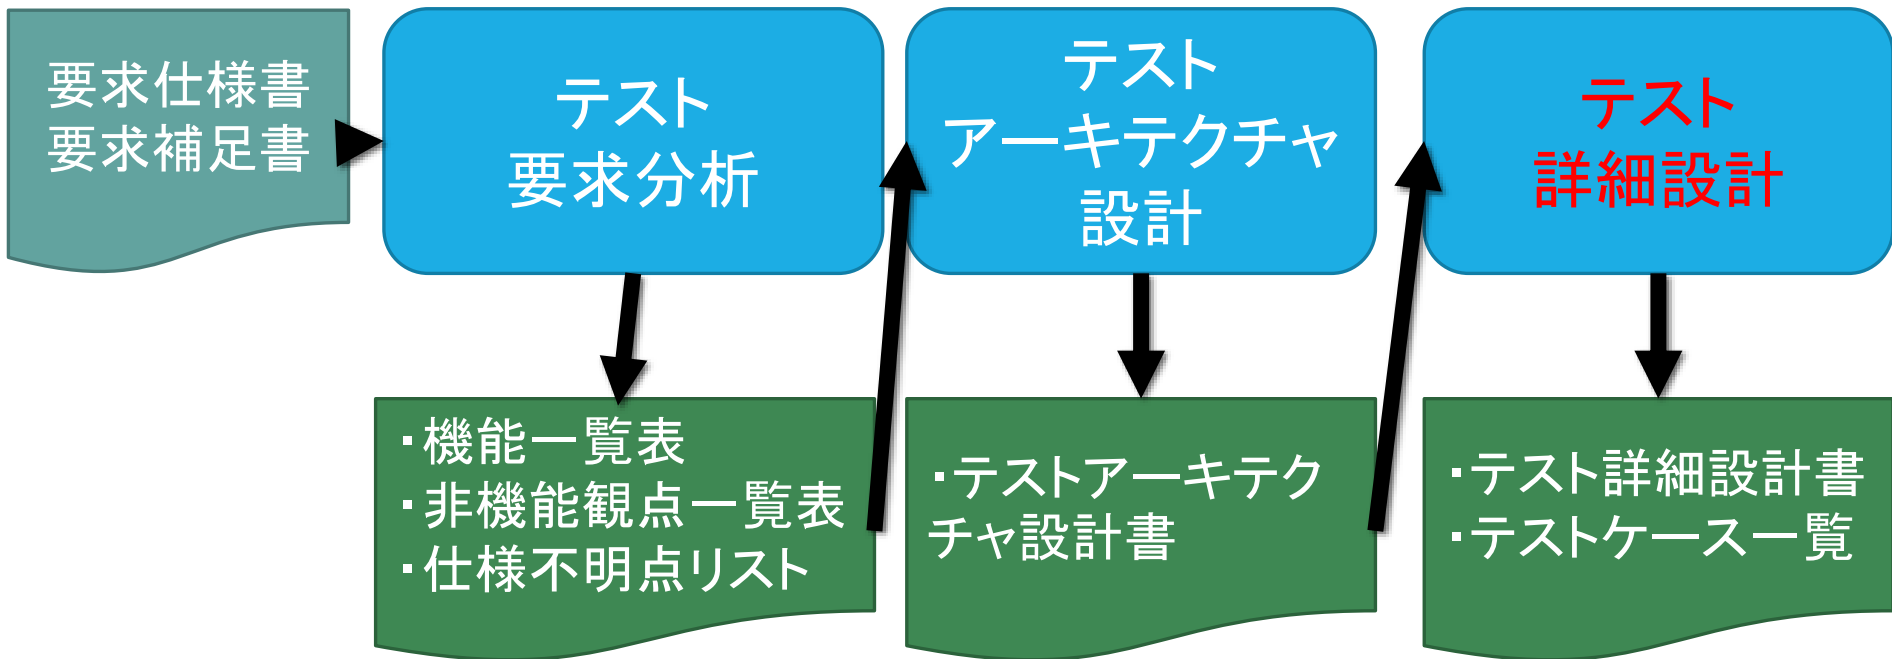 要求仕様書
要求補足書
テスト
要求分析
テスト
アーキテクチャ
設計
テスト
詳細設計
・機能一覧表
・非機能観点一覧表
・仕様不明点リスト
・テストアーキテク
チャ設計書
・テスト詳細設計書
・テストケース一覧